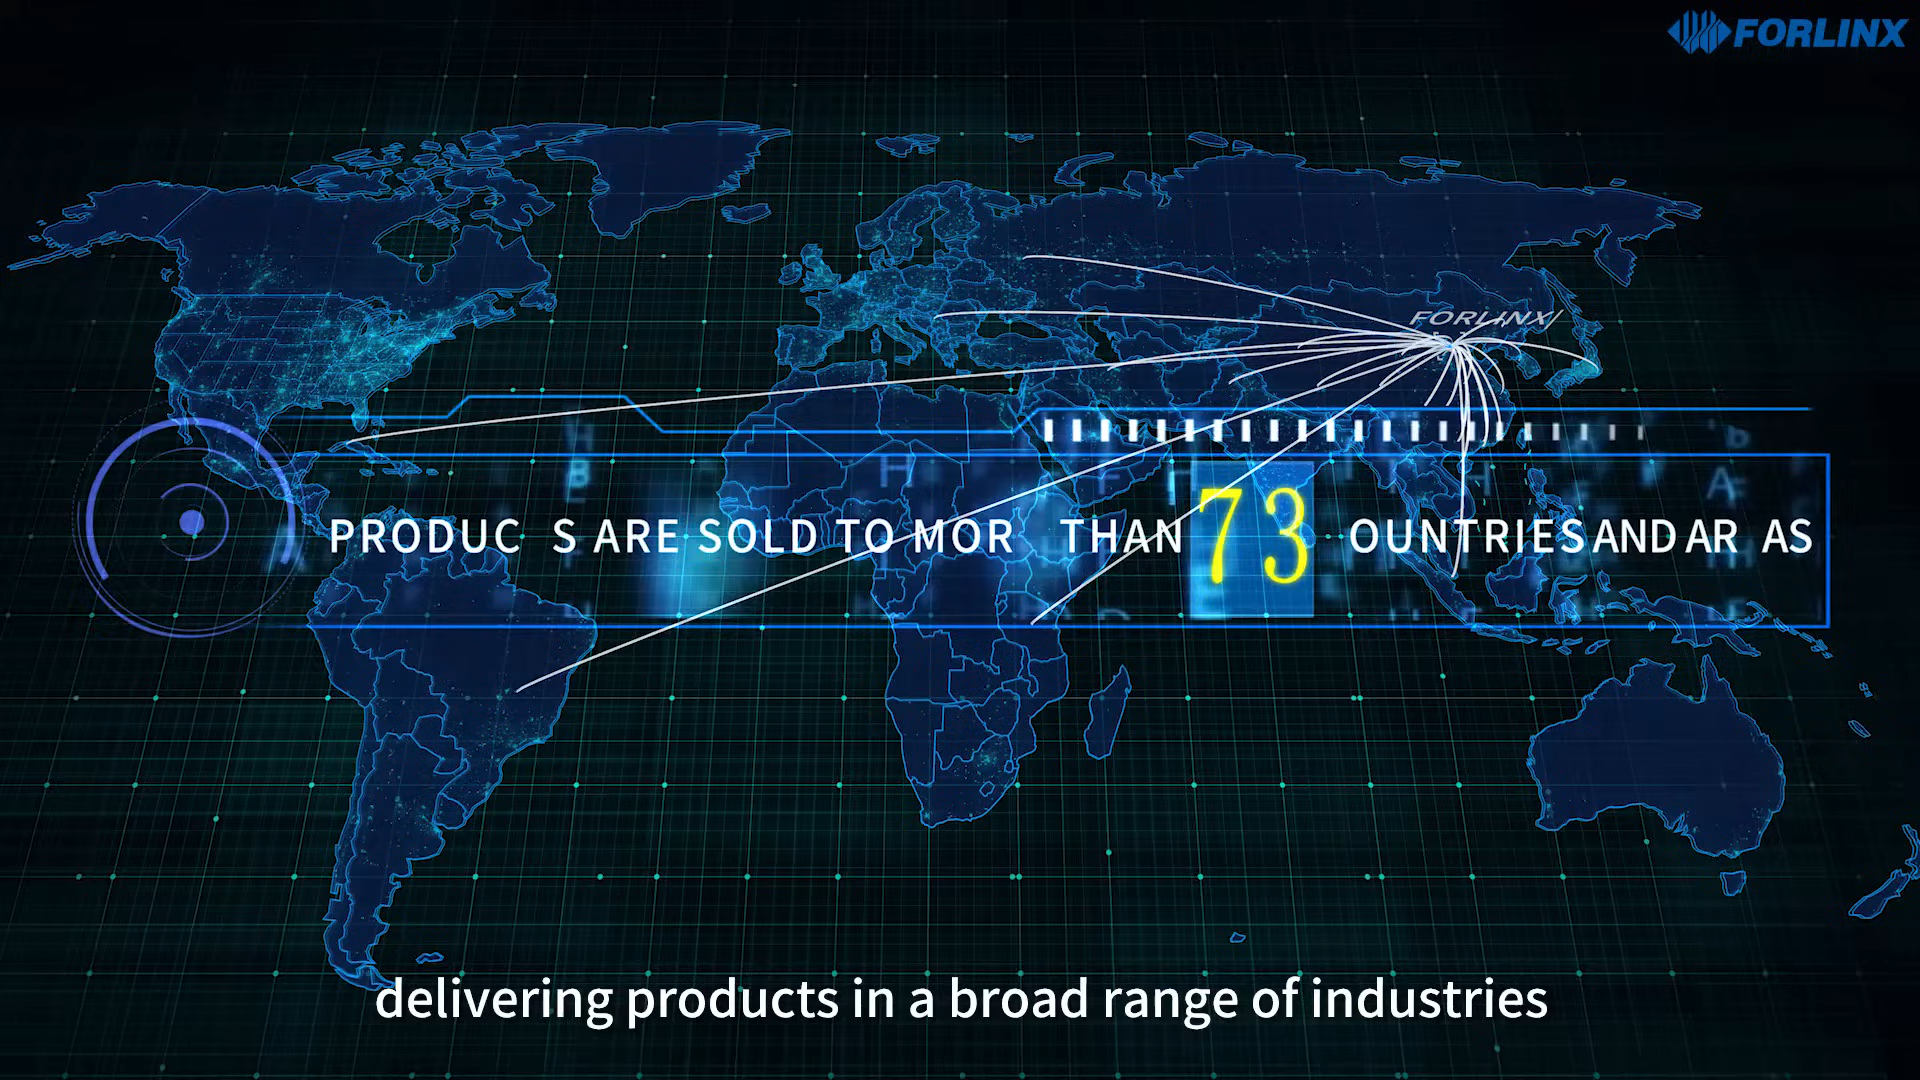 FORLINX
FORLINX
PRODUC S ARE SOLD TO MOR THAN 73 OUNTRIES AND AR AS
delivering products in a broad range of industries